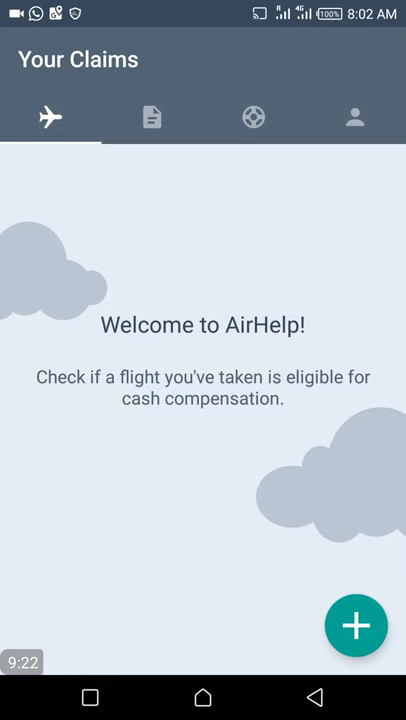 8:02 AM
100%
4G
Your Claims
Welcome to AirHelp!
Check if a flight you've taken is eligible for
cash compensation.
9:22